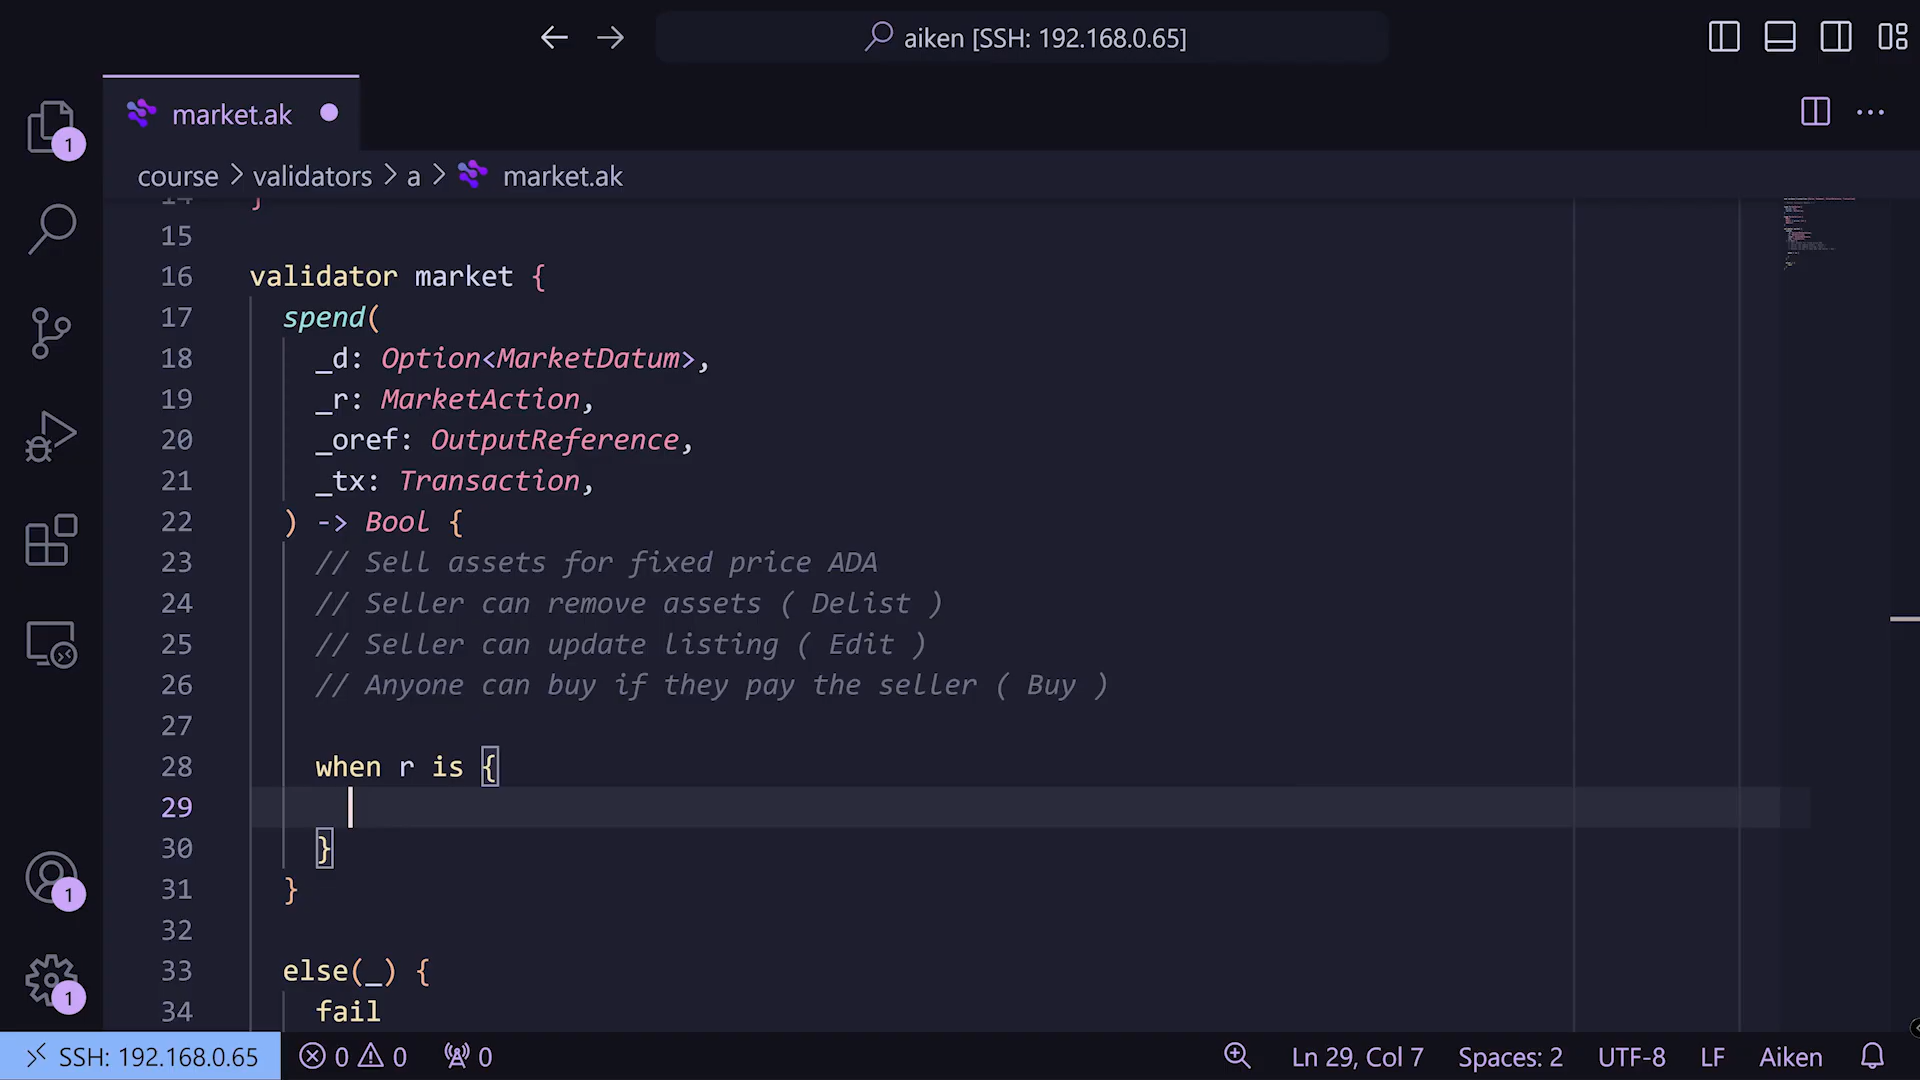 aiken [SSH: 192.168.0.65]
market.ak
1
course > validators > a > market.ak
14 }
15
16 validator market {
17 spend(
18 _d: Option<MarketDatum>,
19 _r: MarketAction,
20 _oref: OutputReference,
21 _tx: Transaction,
22 ) -> Bool {
23 // Sell assets for fixed price ADA
24 // Seller can remove assets ( Delist )
25 // Seller can update listing ( Edit )
26 // Anyone can buy if they pay the seller ( Buy )
27
28 when r is {
29
30 }
31 }
32
33 else(_) {
34 fail
1
1
SSH: 192.168.0.65 0 0 0 Ln 29, Col 7 Spaces: 2 UTF-8 LF Aiken